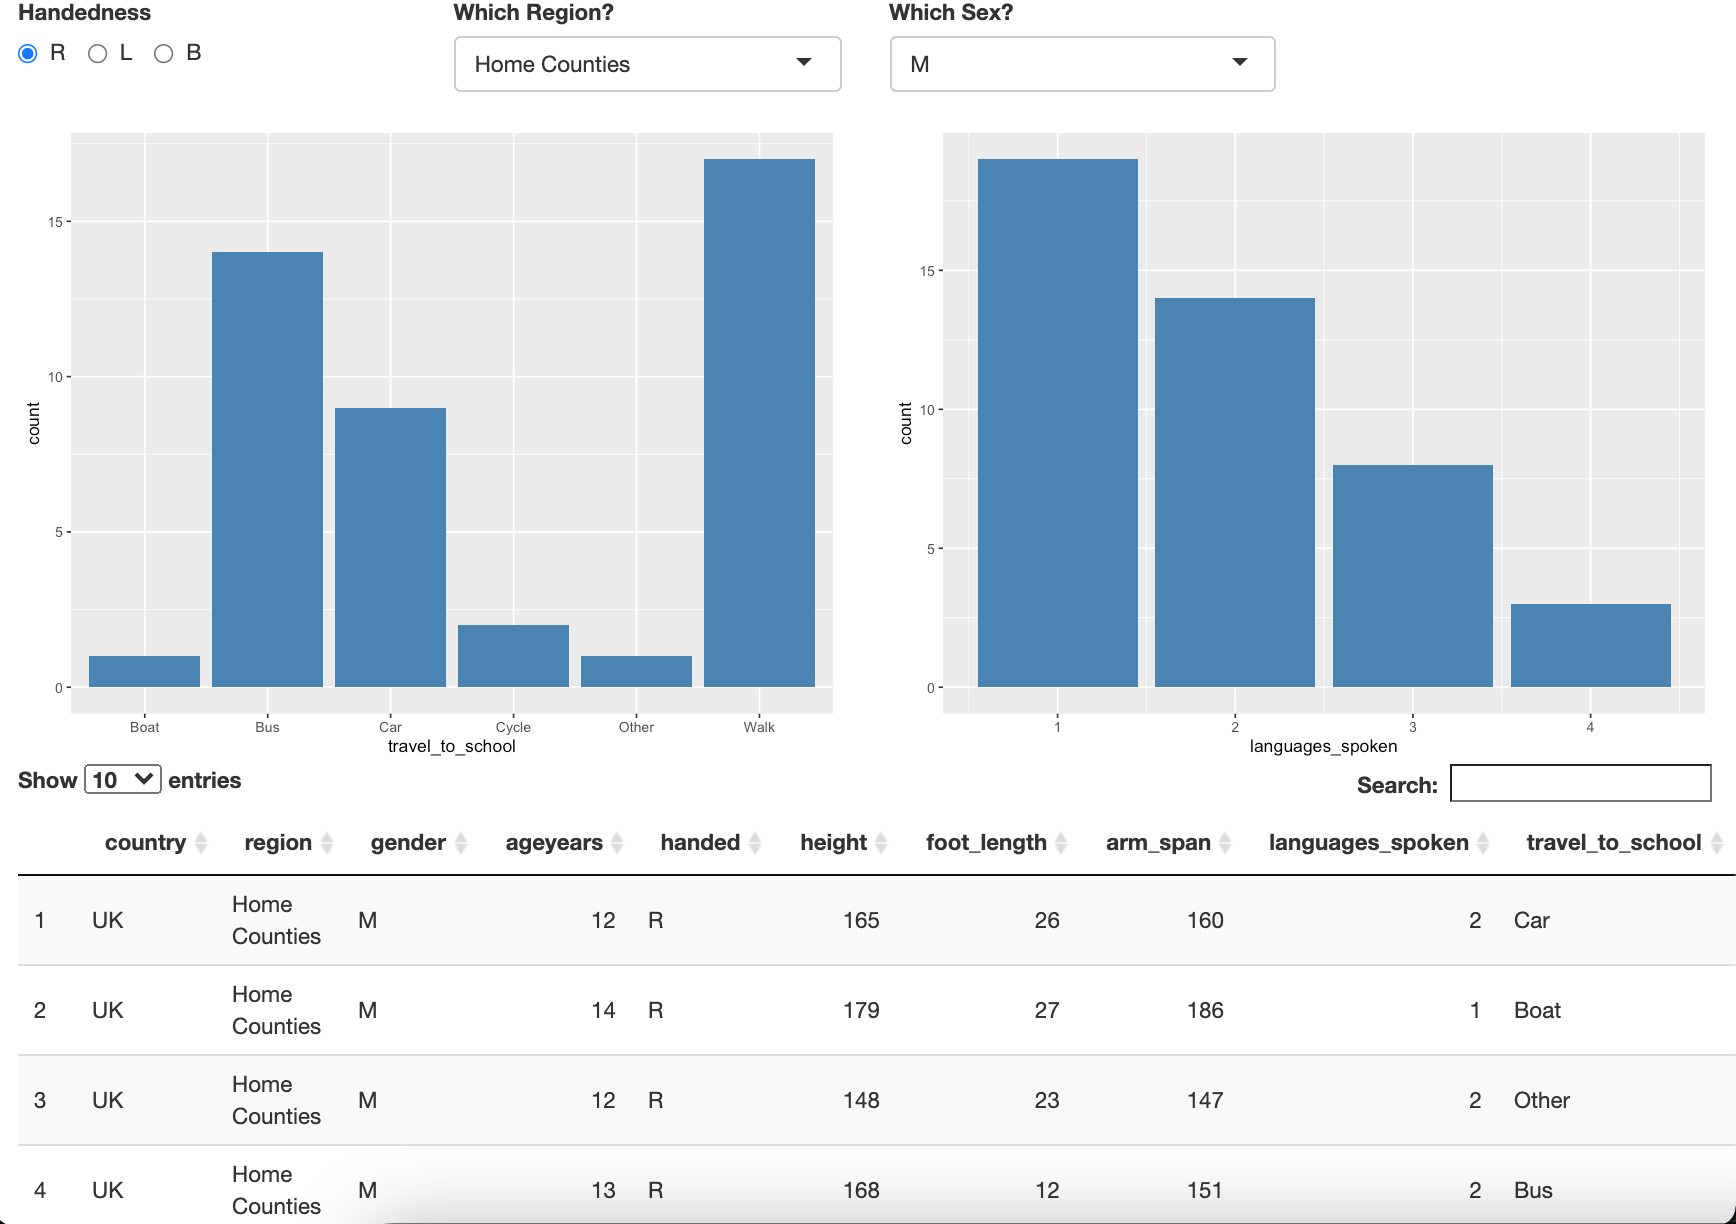 Handedness
R L B
Which Region?
Home Counties
Which Sex?
M
count
15
10
5
0
Boat Bus Car Cycle Other Walk
travel_to_school
count
15
10
5
0
1 2 3 4
languages_spoken
Show 10 entries
Search:
country region gender ageyears handed height foot_length arm_span languages_spoken travel_to_school
1 UK Home Counties M 12 R 165 26 160 2 Car
2 UK Home Counties M 14 R 179 27 186 1 Boat
3 UK Home Counties M 12 R 148 23 147 2 Other
4 UK Home Counties M 13 R 168 12 151 2 Bus